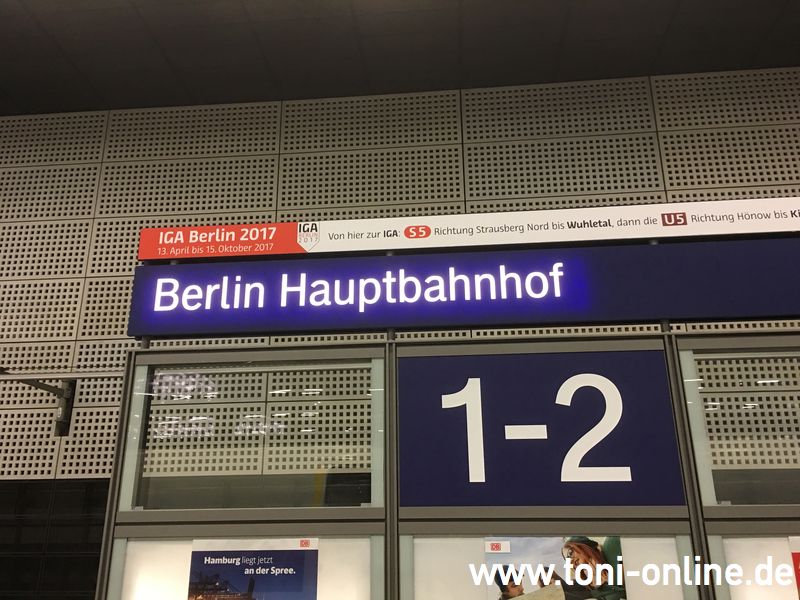 IGA Berlin 2017
13. April bis 15. Oktober 2017
IGA
BERLIN
2017
Von hier zur IGA: S5 Richtung Strausberg Nord bis Wuhletal, dann die U5 Richtung Hönow bis
Berlin Hauptbahnhof
1-2
DB
Hamburg liegt jetzt
an der Spree.
DB
www.toni-online.de